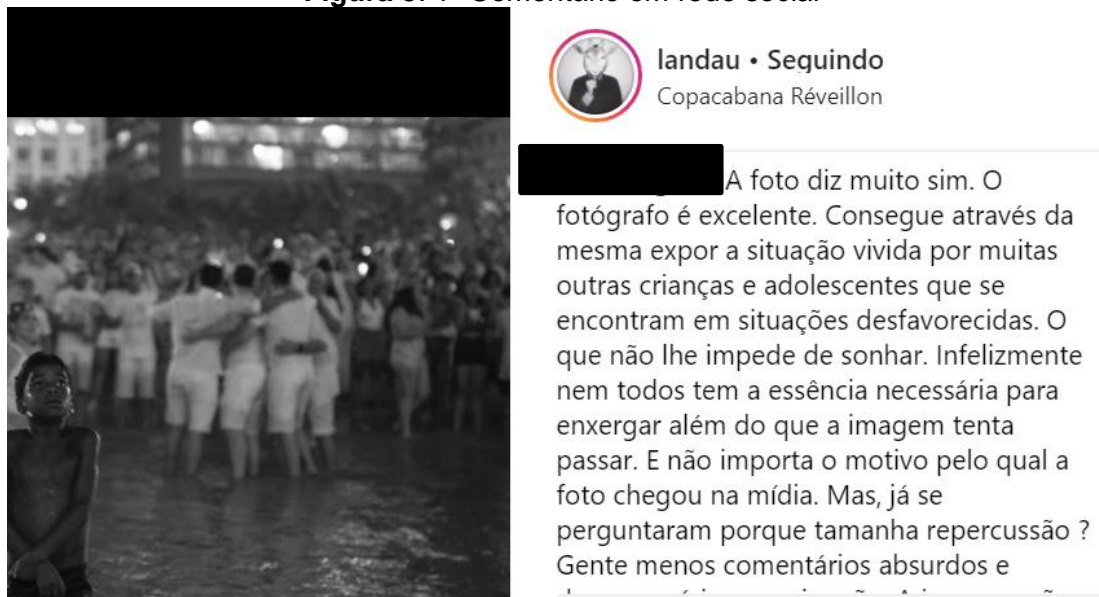 landau • Seguindo
Copacabana Réveillon
A foto diz muito sim. O
fotógrafo é excelente. Consegue através da
mesma expor a situação vivida por muitas
outras crianças e adolescentes que se
encontram em situações desfavorecidas. O
que não lhe impede de sonhar. Infelizmente
nem todos tem a essência necessária para
enxergar além do que a imagem tenta
passar. E não importa o motivo pelo qual a
foto chegou na mídia. Mas, já se
perguntaram porque tamanha repercussão ?
Gente menos comentários absurdos e